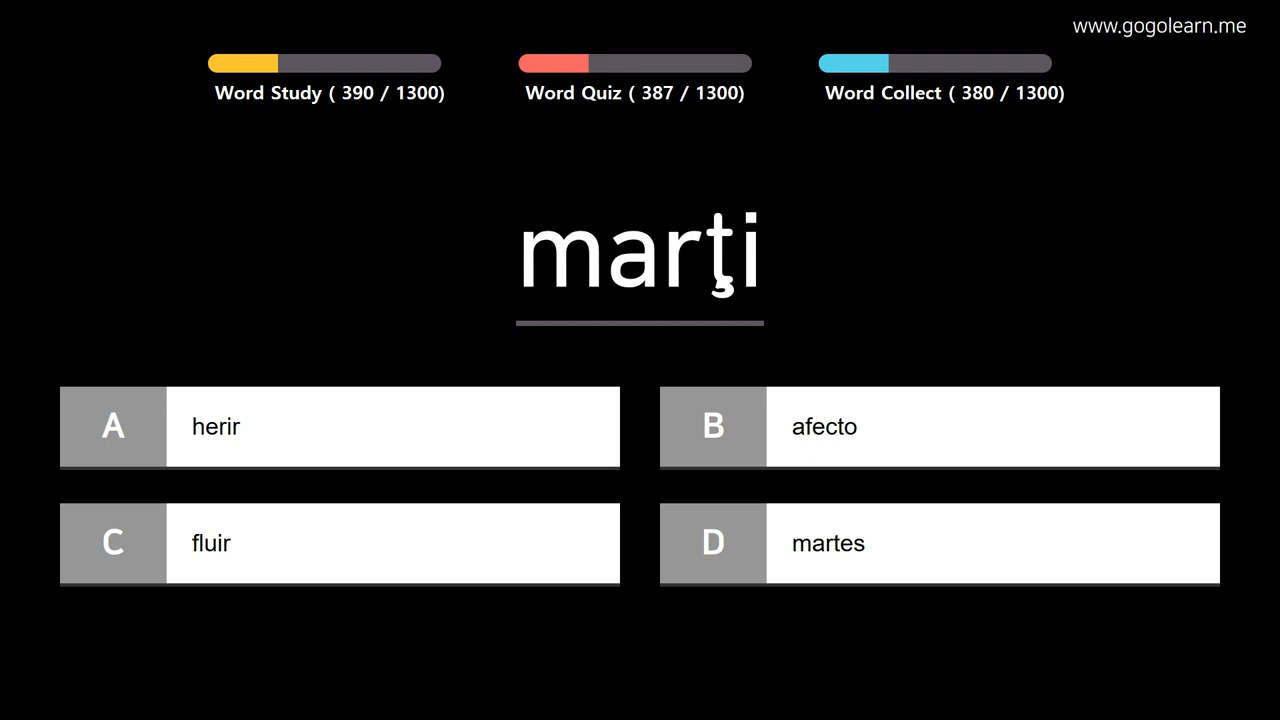 www.gogolearn.me
Word Study ( 390 / 1300)
Word Quiz ( 387 / 1300)
Word Collect ( 380 / 1300)
marţi
A herir
B afecto
C fluir
D martes